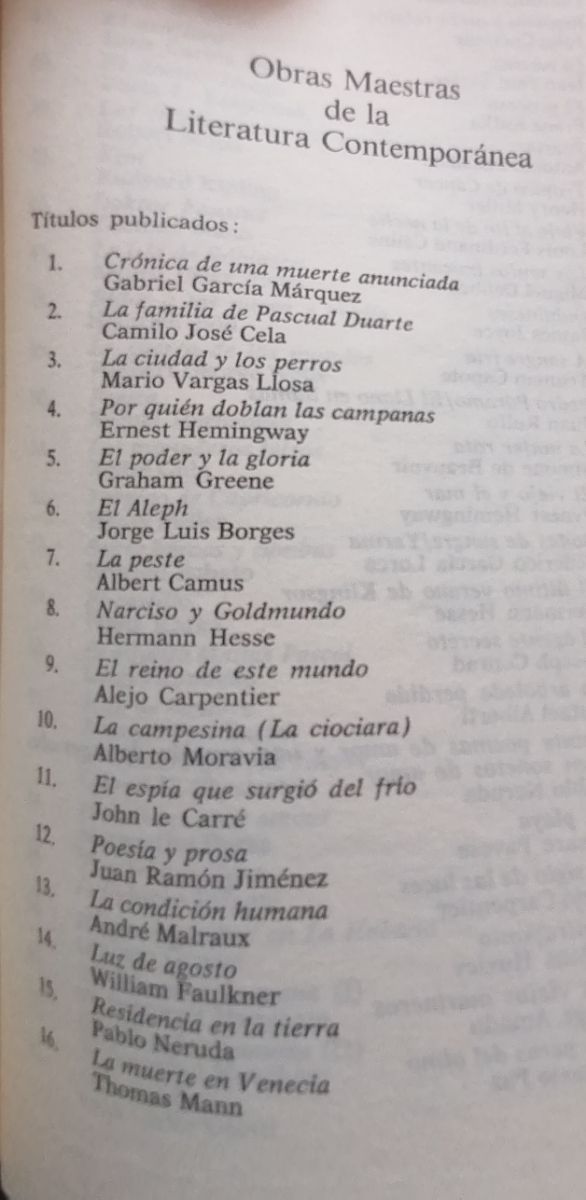 Obras Maestras
de la
Literatura Contemporánea
Títulos publicados:
1. Crónica de una muerte anunciada
Gabriel García Márquez
2. La familia de Pascual Duarte
Camilo José Cela
3. La ciudad y los perros
Mario Vargas Llosa
4. Por quién doblan las campanas
Ernest Hemingway
5. El poder y la gloria
Graham Greene
6. El Aleph
Jorge Luis Borges
7. La peste
Albert Camus
8. Narciso y Goldmundo
Hermann Hesse
9. El reino de este mundo
Alejo Carpentier
10. La campesina (La ciociara)
Alberto Moravia
11. El espía que surgió del frío
John le Carré
12. Poesía y prosa
Juan Ramón Jiménez
13. La condición humana
André Malraux
14. Luz de agosto
William Faulkner
15. Residencia en la tierra
Pablo Neruda
16. La muerte en Venecia
Thomas Mann